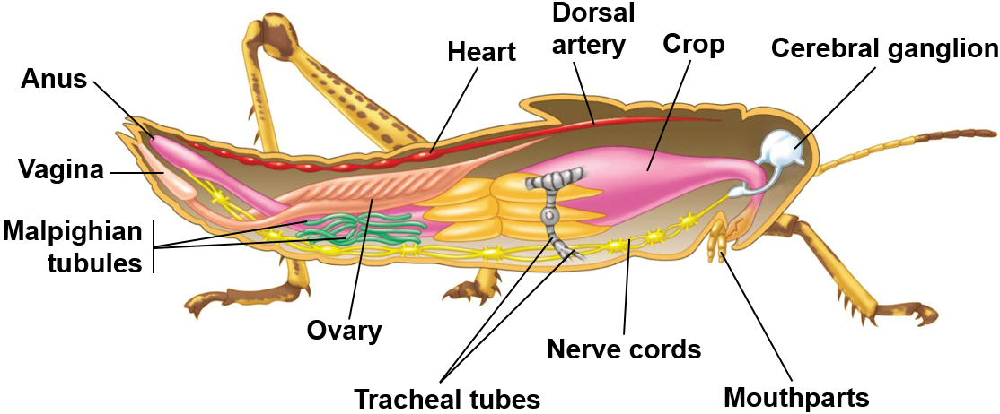 Dorsal
artery
Heart
Crop
Cerebral ganglion
Anus
Vagina
Malpighian
tubules
Ovary
Nerve cords
Tracheal tubes
Mouthparts